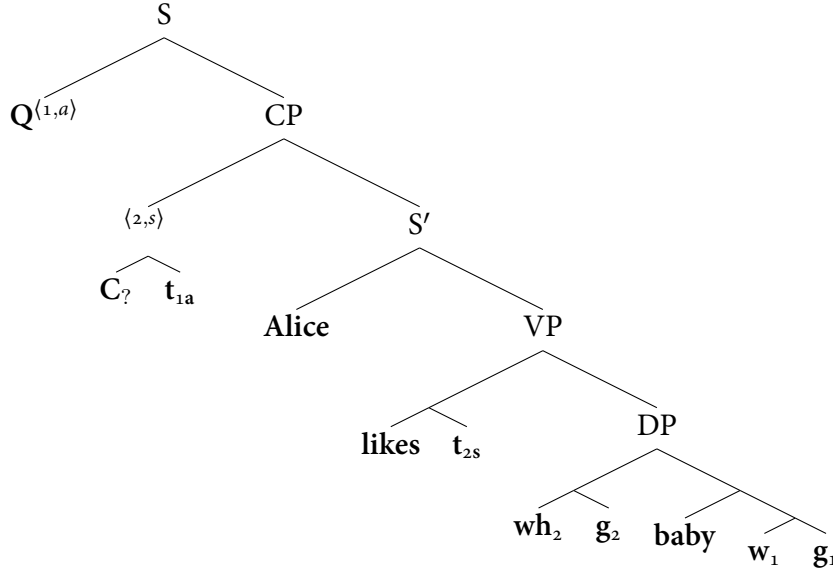 S
Q⟨1,a⟩ CP
⟨2,s⟩ S′
C? t1a Alice VP
likes t2s DP
wh2 g2 baby w1 g1